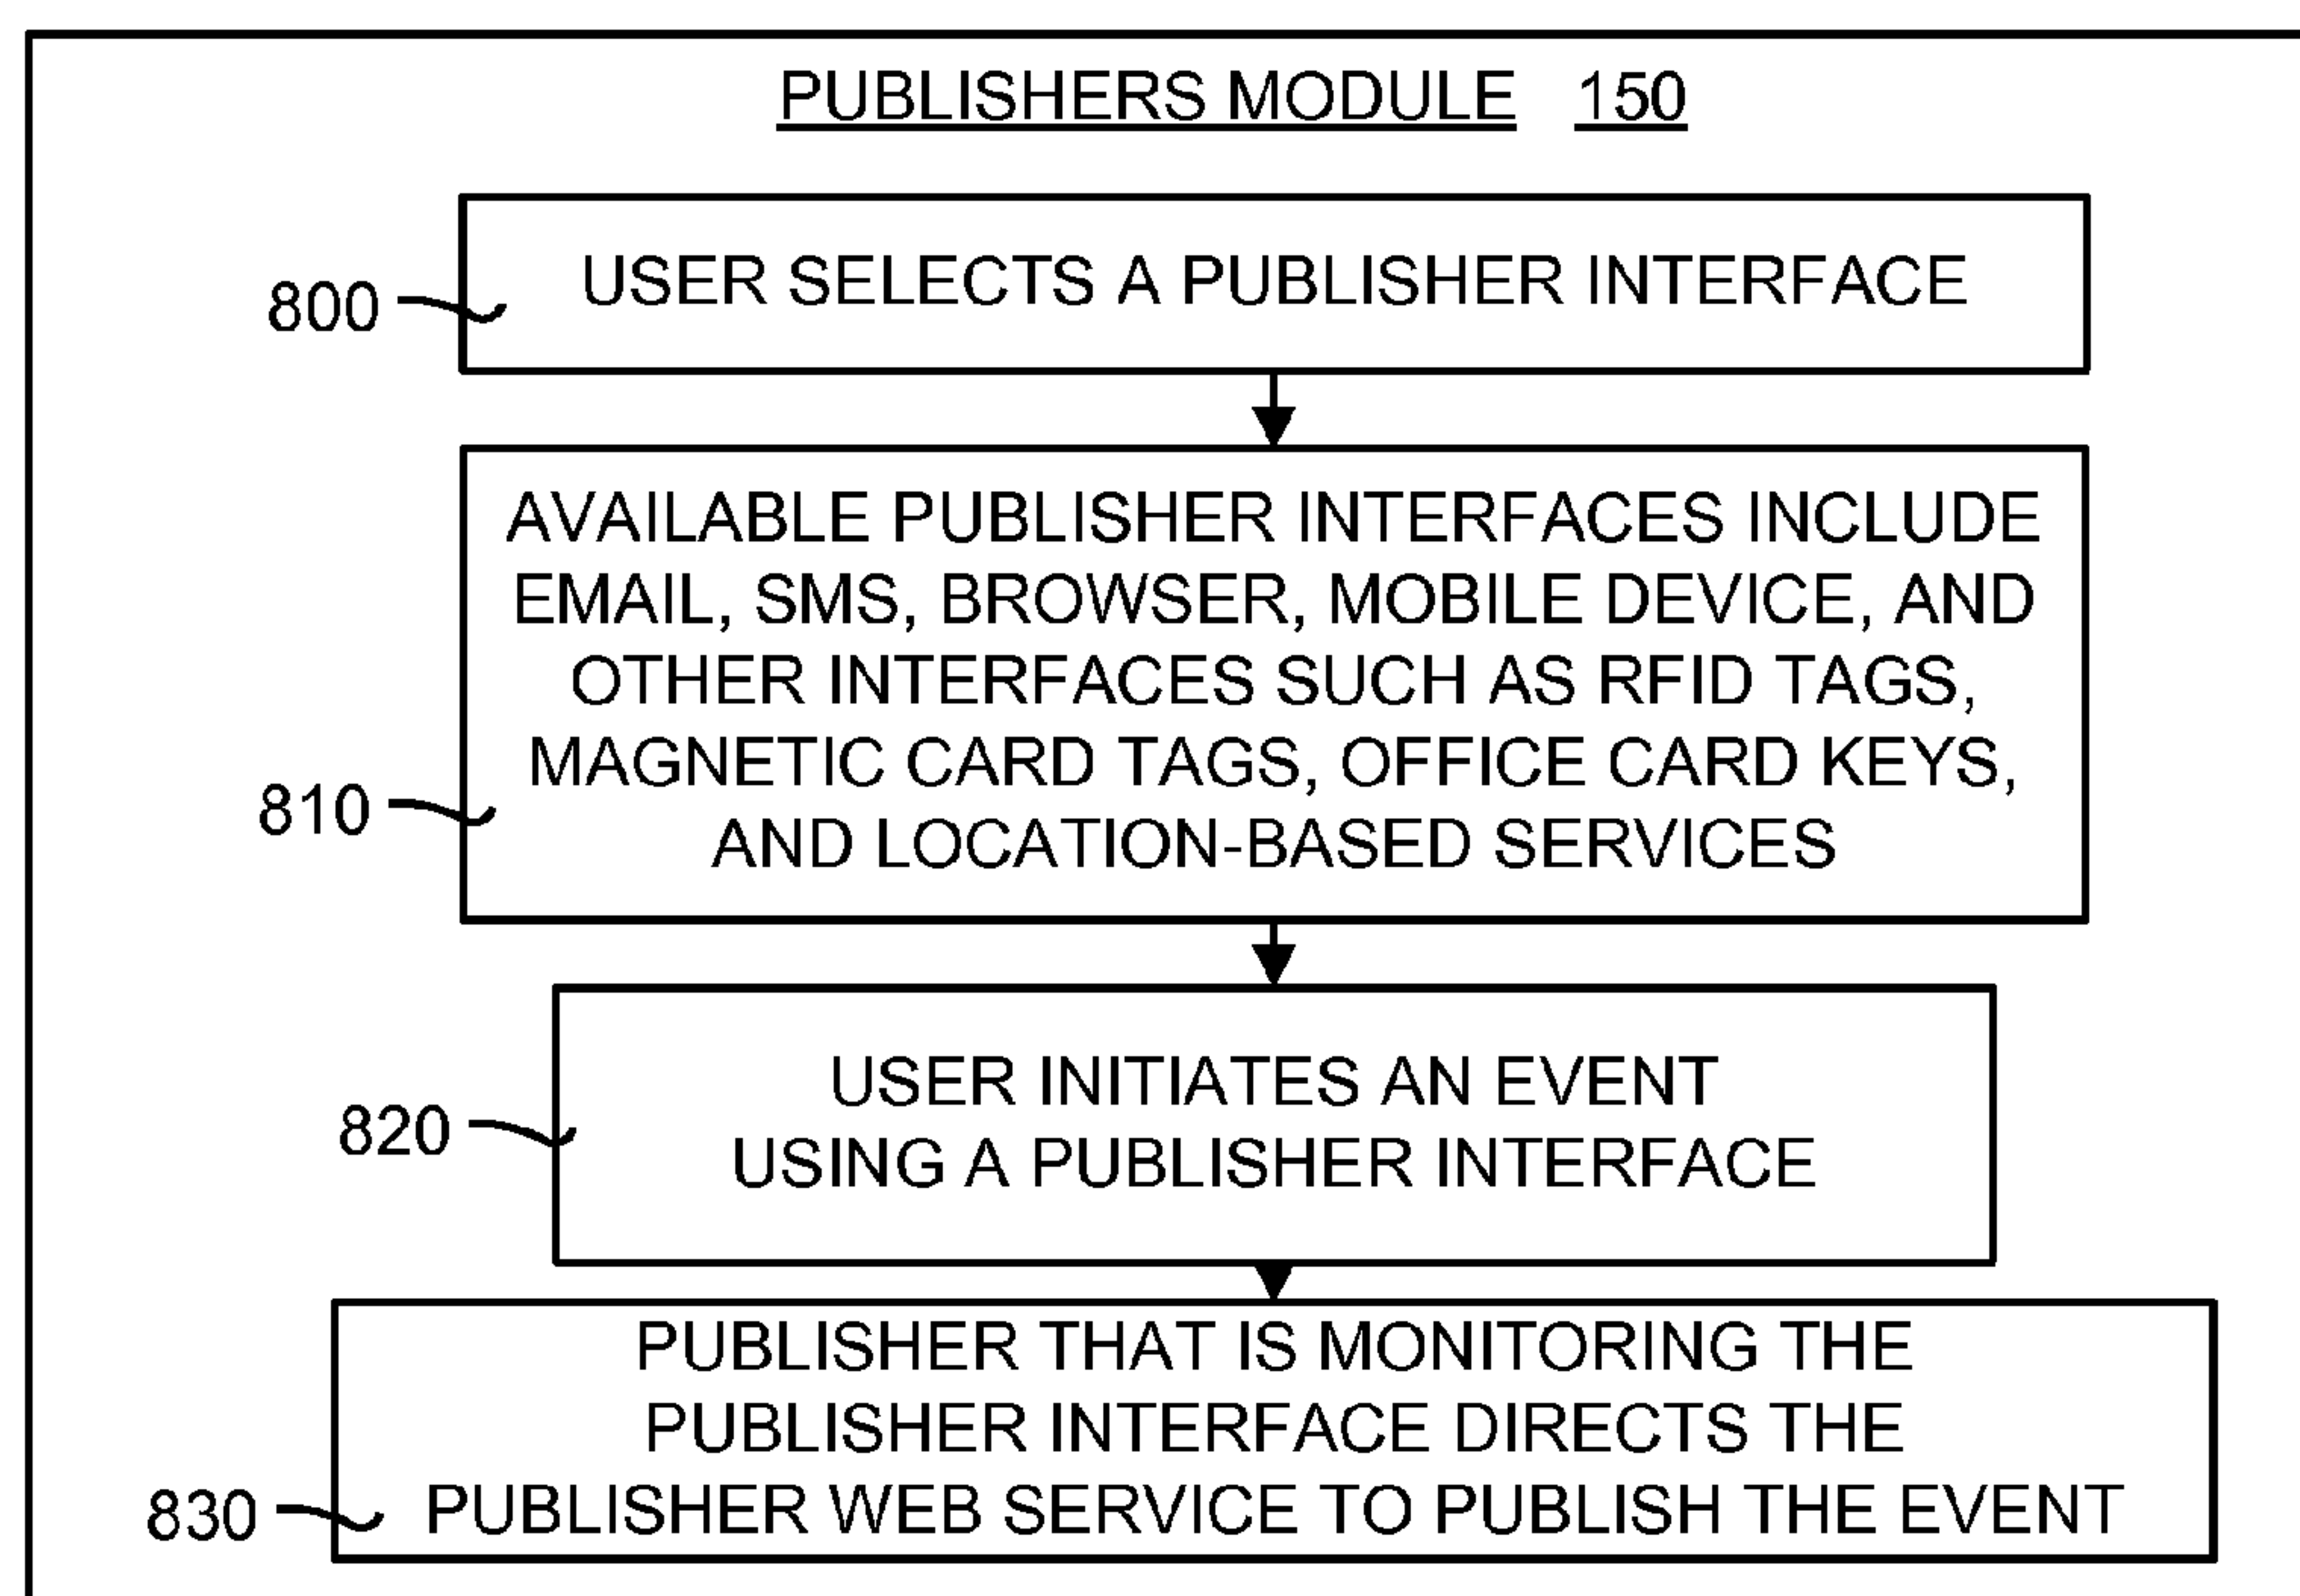 PUBLISHERS MODULE 150
800
USER SELECTS A PUBLISHER INTERFACE
AVAILABLE PUBLISHER INTERFACES INCLUDE
EMAIL, SMS, BROWSER, MOBILE DEVICE, AND
OTHER INTERFACES SUCH AS RFID TAGS,
MAGNETIC CARD TAGS, OFFICE CARD KEYS,
810
AND LOCATION-BASED SERVICES
USER INITIATES AN EVENT
820
USING A PUBLISHER INTERFACE
PUBLISHER THAT IS MONITORING THE
PUBLISHER INTERFACE DIRECTS THE
830
PUBLISHER WEB SERVICE TO PUBLISH THE EVENT